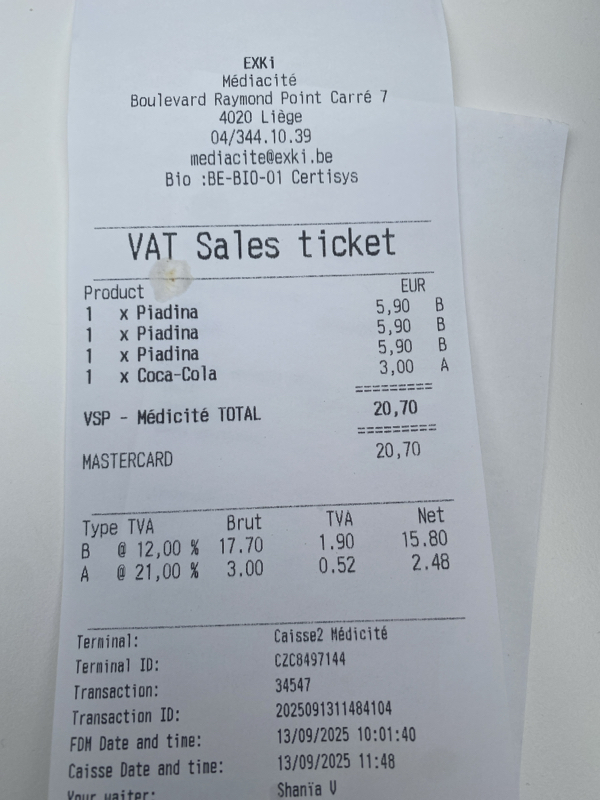 EXKi
Médiacité
Boulevard Raymond Point Carré 7
4020 Liège
04/344.10.39
mediacite@exki.be
Bio :BE-BIO-01 Certisys
VAT Sales ticket
Product EUR
1 x Piadina 5,90 B
1 x Piadina 5,90 B
1 x Piadina 5,90 B
1 x Coca-Cola 3,00 A
=========
VSP - Médicité TOTAL 20,70
=========
MASTERCARD 20,70
Type TVA Brut TVA Net
B @ 12,00 % 17.70 1.90 15.80
A @ 21,00 % 3.00 0.52 2.48
Terminal: Caisse2 Médicité
Terminal ID: CZC8497144
Transaction: 34547
Transaction ID: 2025091311484104
FDM Date and time: 13/09/2025 10:01:40
Caisse Date and time: 13/09/2025 11:48
Your waiter: Shanïa V